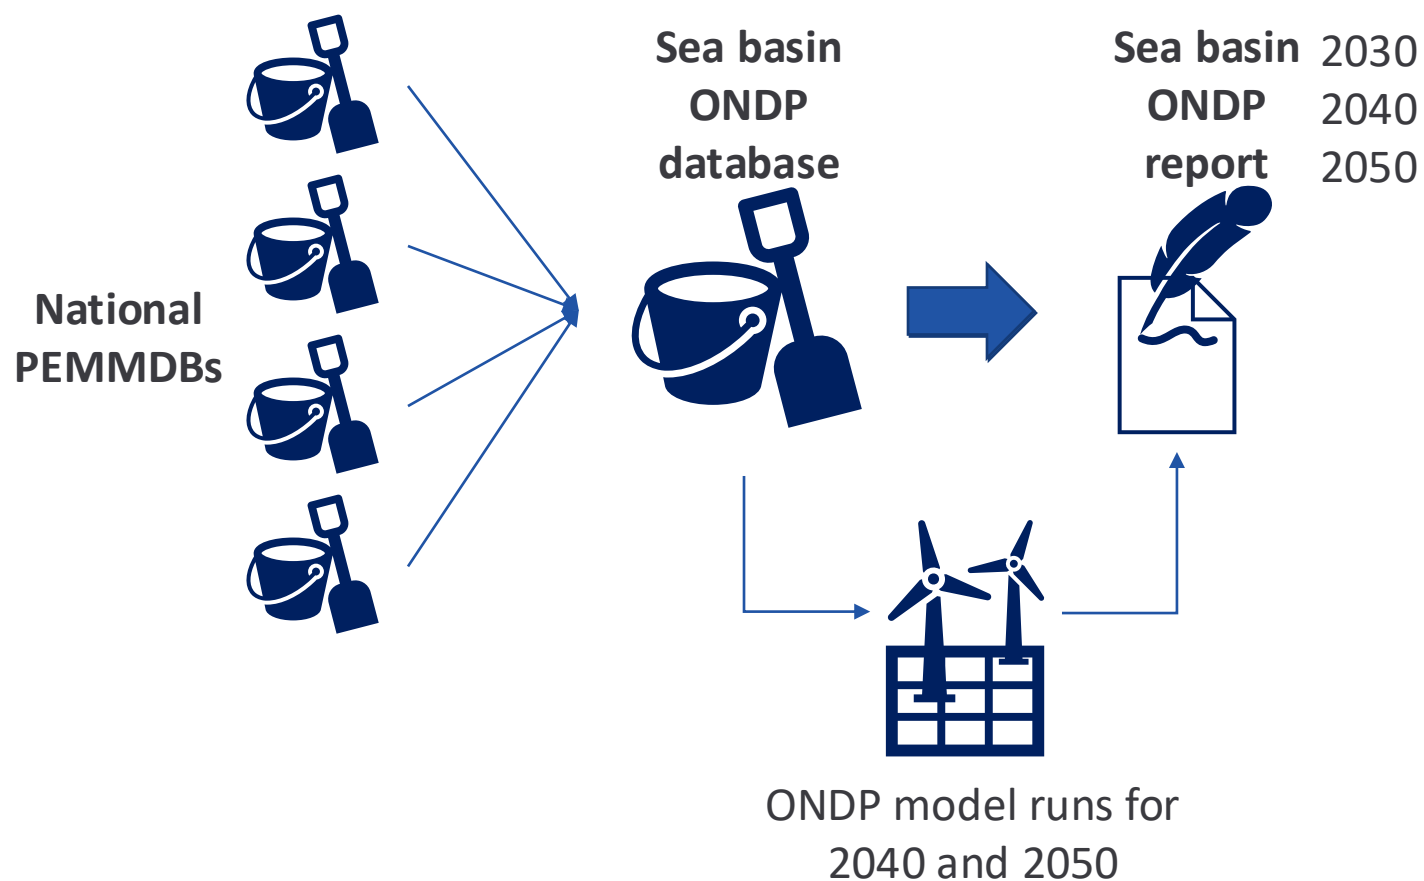 National
PEMMDBs
Sea basin
ONDP
database
Sea basin
ONDP
report
2030
2040
2050
ONDP model runs for
2040 and 2050